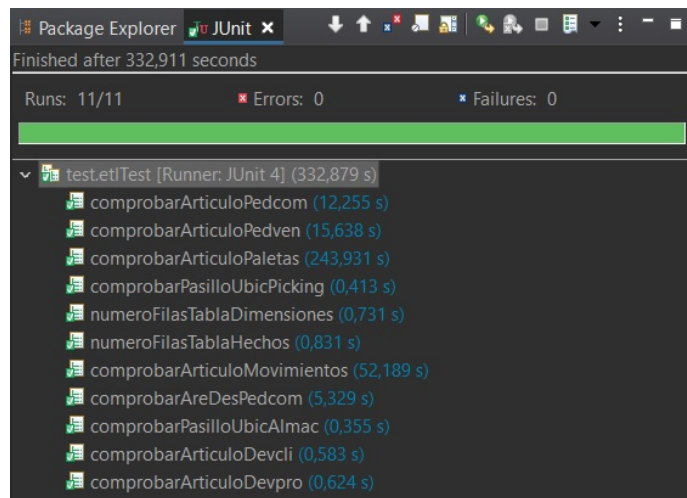 Package Explorer JUnit
Finished after 332,911 seconds
Runs: 11/11 Errors: 0 Failures: 0
test.etlTest [Runner: JUnit 4] (332,879 s)
comprobarArticuloPedcom (12,255 s)
comprobarArticuloPedven (15,638 s)
comprobarArticuloPaletas (243,931 s)
comprobarPasilloUbicPicking (0,413 s)
numeroFilasTablaDimensiones (0,731 s)
numeroFilasTablaHechos (0,831 s)
comprobarArticuloMovimientos (52,189 s)
comprobarAreDesPedcom (5,329 s)
comprobarPasilloUbicAlmac (0,355 s)
comprobarArticuloDevcli (0,583 s)
comprobarArticuloDevpro (0,624 s)